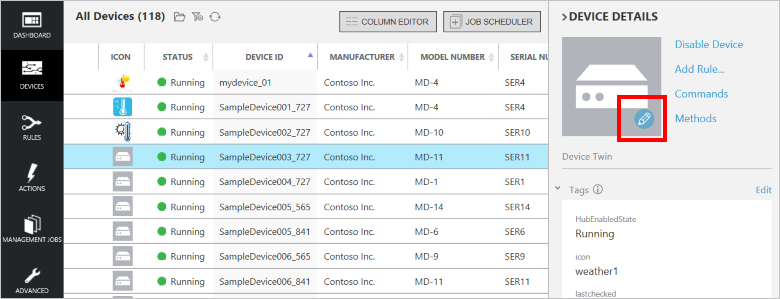 DASHBOARD
DEVICES
RULES
ACTIONS
MANAGEMENT JOBS
ADVANCED
All Devices (118)
COLUMN EDITOR
JOB SCHEDULER
ICON STATUS DEVICE ID MANUFACTURER MODEL NUMBER SERIAL NU
Running mydevice_01 Contoso Inc. MD-4 SER4
Running SampleDevice001_727 Contoso Inc. MD-4 SER4
Running SampleDevice002_727 Contoso Inc. MD-10 SER10
Running SampleDevice003_727 Contoso Inc. MD-11 SER11
Running SampleDevice004_727 Contoso Inc. MD-1 SER1
Running SampleDevice005_565 Contoso Inc. MD-14 SER14
Running SampleDevice005_841 Contoso Inc. MD-6 SER6
Running SampleDevice006_565 Contoso Inc. MD-9 SER9
Running SampleDevice006_841 Contoso Inc. MD-11 SER11
DEVICE DETAILS
Disable Device
Add Rule...
Commands
Methods
Device Twin
Tags Edit
HubEnabledState
Running
icon
weather1
lastchecked